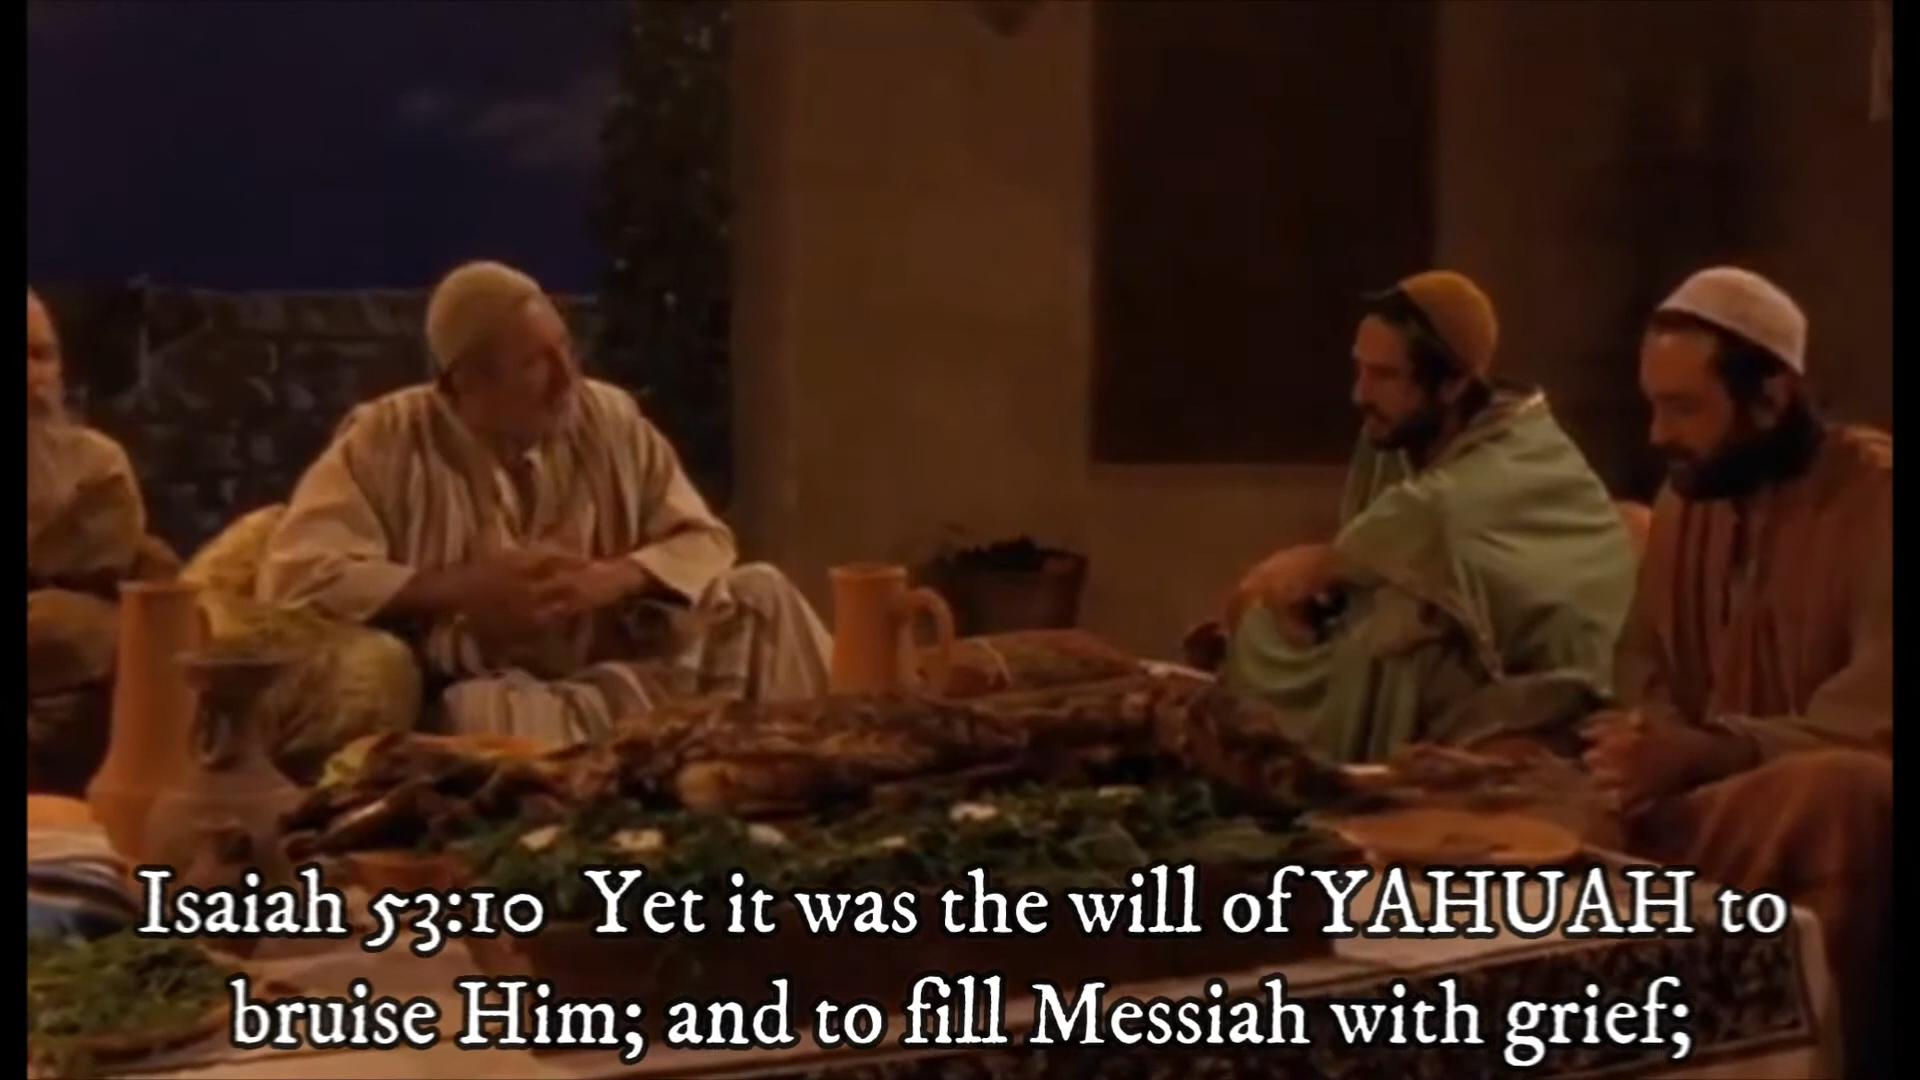 Isaiah 53:10 Yet it was the will of YAHUAH to
bruise Him; and to fill Messiah with grief;